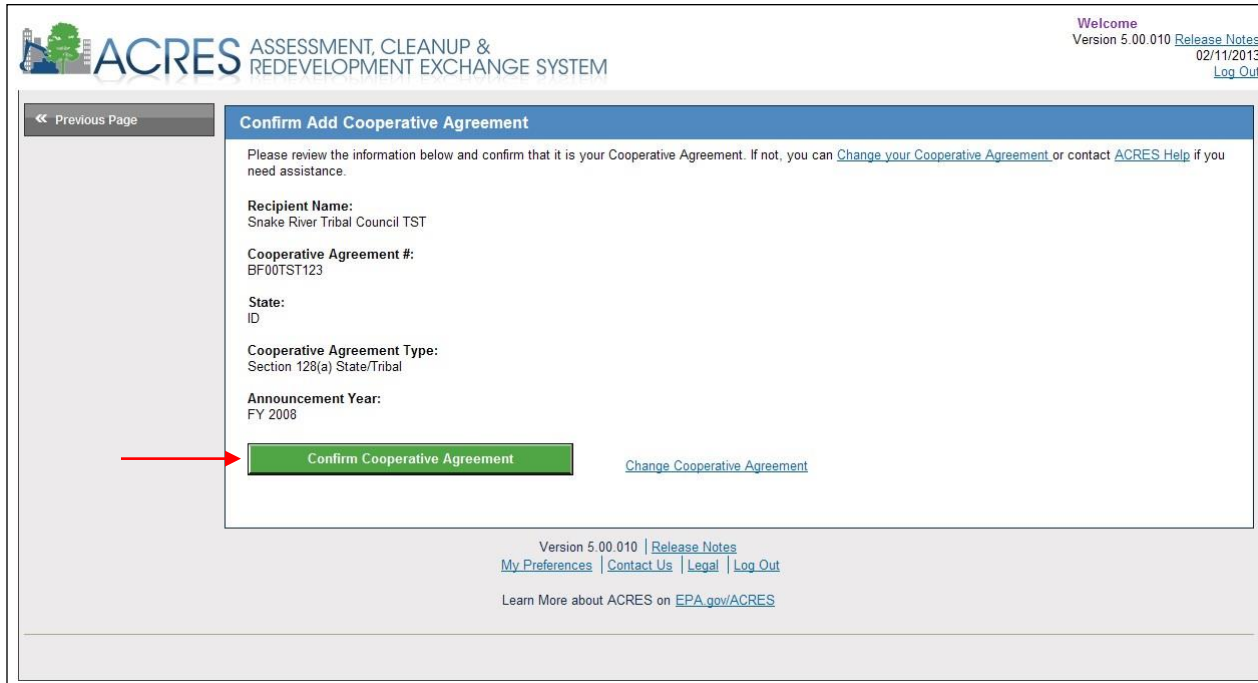 ACRES ASSESSMENT, CLEANUP &
REDEVELOPMENT EXCHANGE SYSTEM
Welcome
Version 5.00.010 Release Notes
02/11/2013
Log Out
« Previous Page
Confirm Add Cooperative Agreement
Please review the information below and confirm that it is your Cooperative Agreement. If not, you can Change your Cooperative Agreement or contact ACRES Help if you
need assistance.
Recipient Name:
Snake River Tribal Council TST
Cooperative Agreement #:
BF00TST123
State:
ID
Cooperative Agreement Type:
Section 128(a) State/Tribal
Announcement Year:
FY 2008
Confirm Cooperative Agreement
Change Cooperative Agreement
Version 5.00.010 | Release Notes
My Preferences | Contact Us | Legal | Log Out
Learn More about ACRES on EPA.gov/ACRES